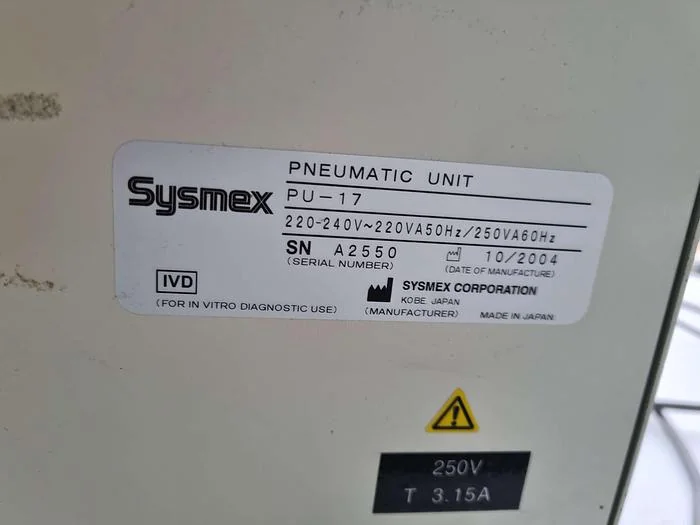 Sysmex
PNEUMATIC UNIT
PU-17
220-240V~220VA50Hz/250VA60Hz
SN A2550 10/2004
(SERIAL NUMBER) (DATE OF MANUFACTURE)
IVD
(FOR IN VITRO DIAGNOSTIC USE)
SYSMEX CORPORATION
KOBE, JAPAN
(MANUFACTURER) MADE IN JAPAN
250V
T 3.15A